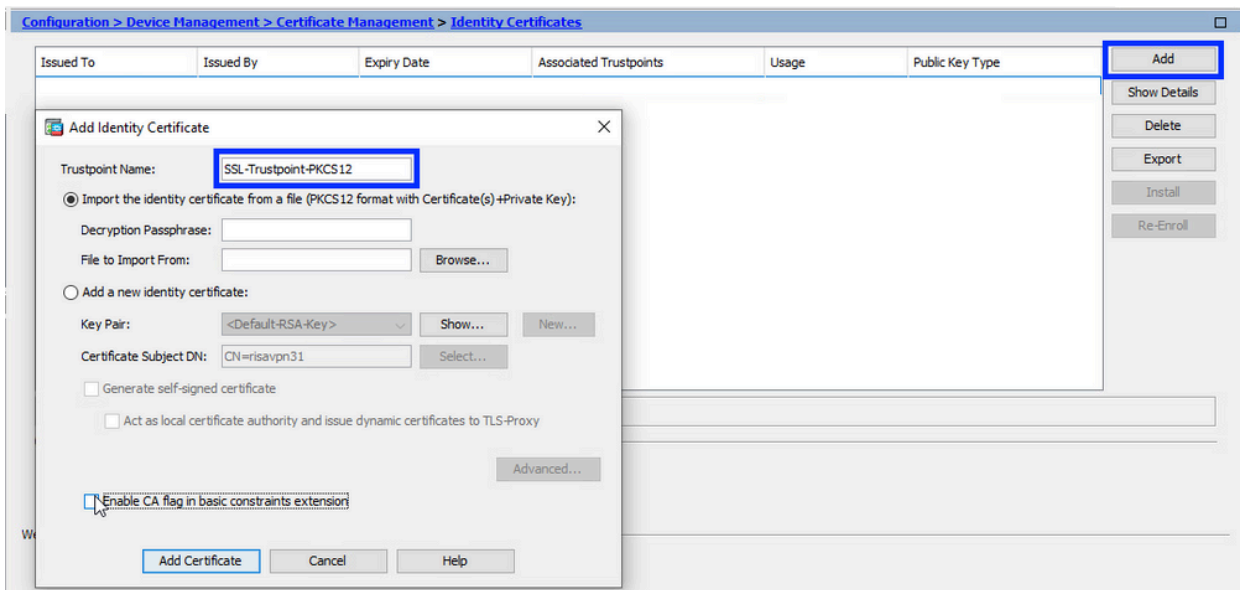 Configuration > Device Management > Certificate Management > Identity Certificates
Issued To Issued By Expiry Date Associated Trustpoints Usage Public Key Type
Add
Show Details
Delete
Export
Install
Re-Enroll
Add Identity Certificate
Trustpoint Name: SSL-Trustpoint-PKCS12
Import the identity certificate from a file (PKCS12 format with Certificate(s)+Private Key):
Decryption Passphrase:
File to Import From: Browse...
Add a new identity certificate:
Key Pair: <Default-RSA-Key> Show... New...
Certificate Subject DN: CN=risavpn31 Select...
Generate self-signed certificate
Act as local certificate authority and issue dynamic certificates to TLS-Proxy
Advanced...
Enable CA flag in basic constraints extension
Add Certificate Cancel Help